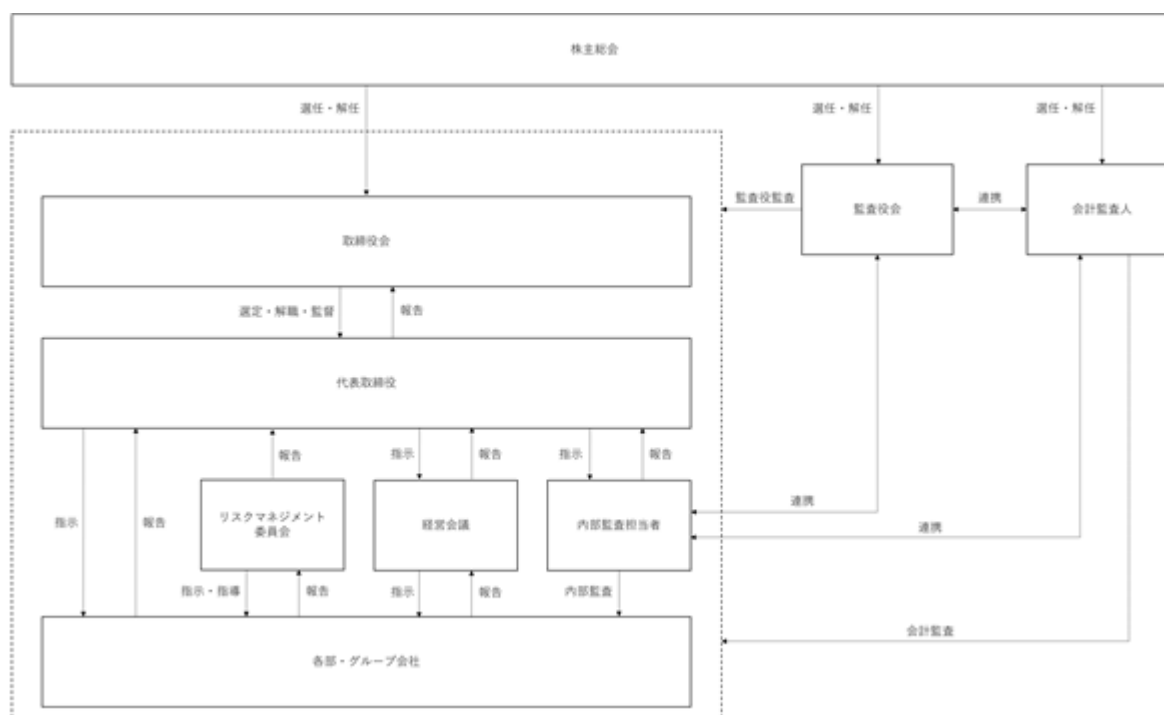 株主総会
選任・解任
選任・解任
選任・解任
監査役会
会計監査人
監査役監査
連携
取締役会
選定・解職・監督
報告
代表取締役
指示
報告
報告
指示
報告
指示
報告
リスクマネジメント
委員会
経営会議
内部監査担当者
連携
連携
指示・指導
報告
指示
報告
内部監査
会計監査
各部・グループ会社